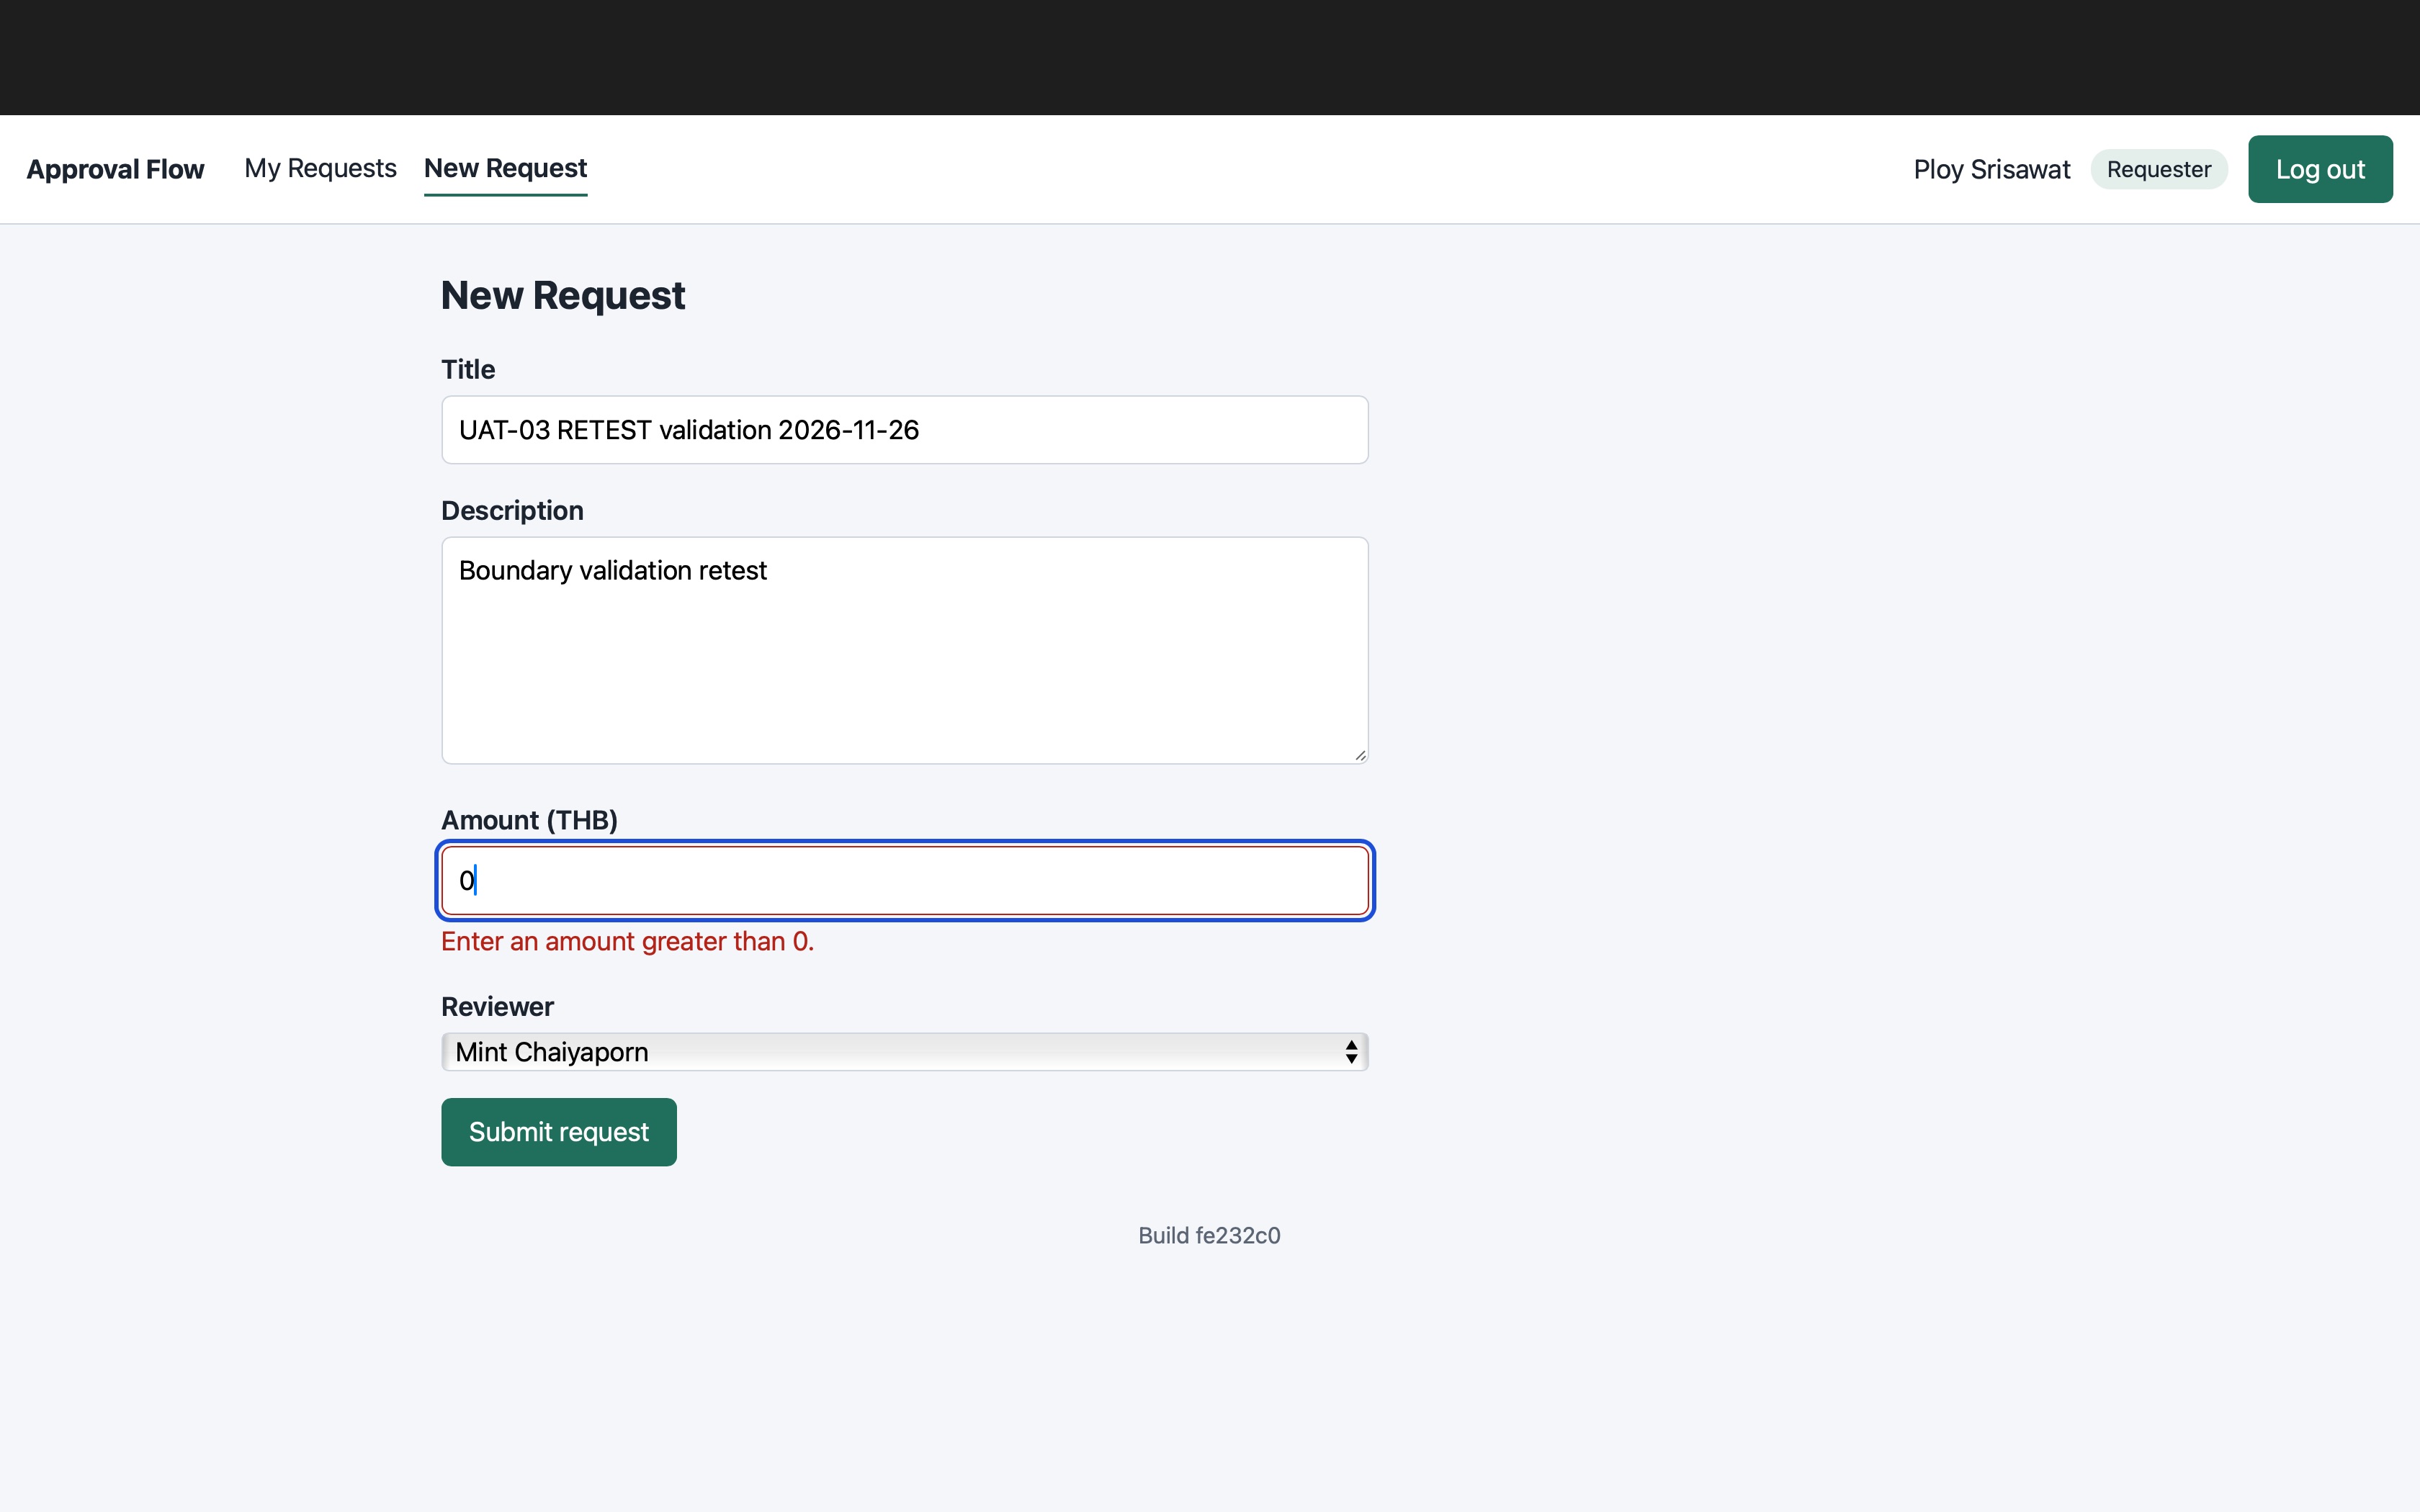 Approval Flow My Requests New Request Ploy Srisawat Requester Log out
New Request
Title
UAT-03 RETEST validation 2026-11-26
Description
Boundary validation retest
Amount (THB)
0
Enter an amount greater than 0.
Reviewer
Mint Chaiyaporn
Submit request
Build fe232c0